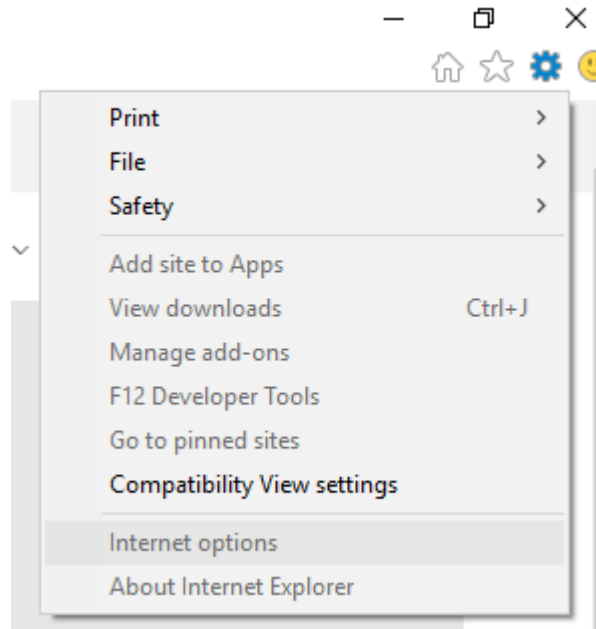 Print
File
Safety
Add site to Apps
View downloads Ctrl+J
Manage add-ons
F12 Developer Tools
Go to pinned sites
Compatibility View settings
Internet options
About Internet Explorer